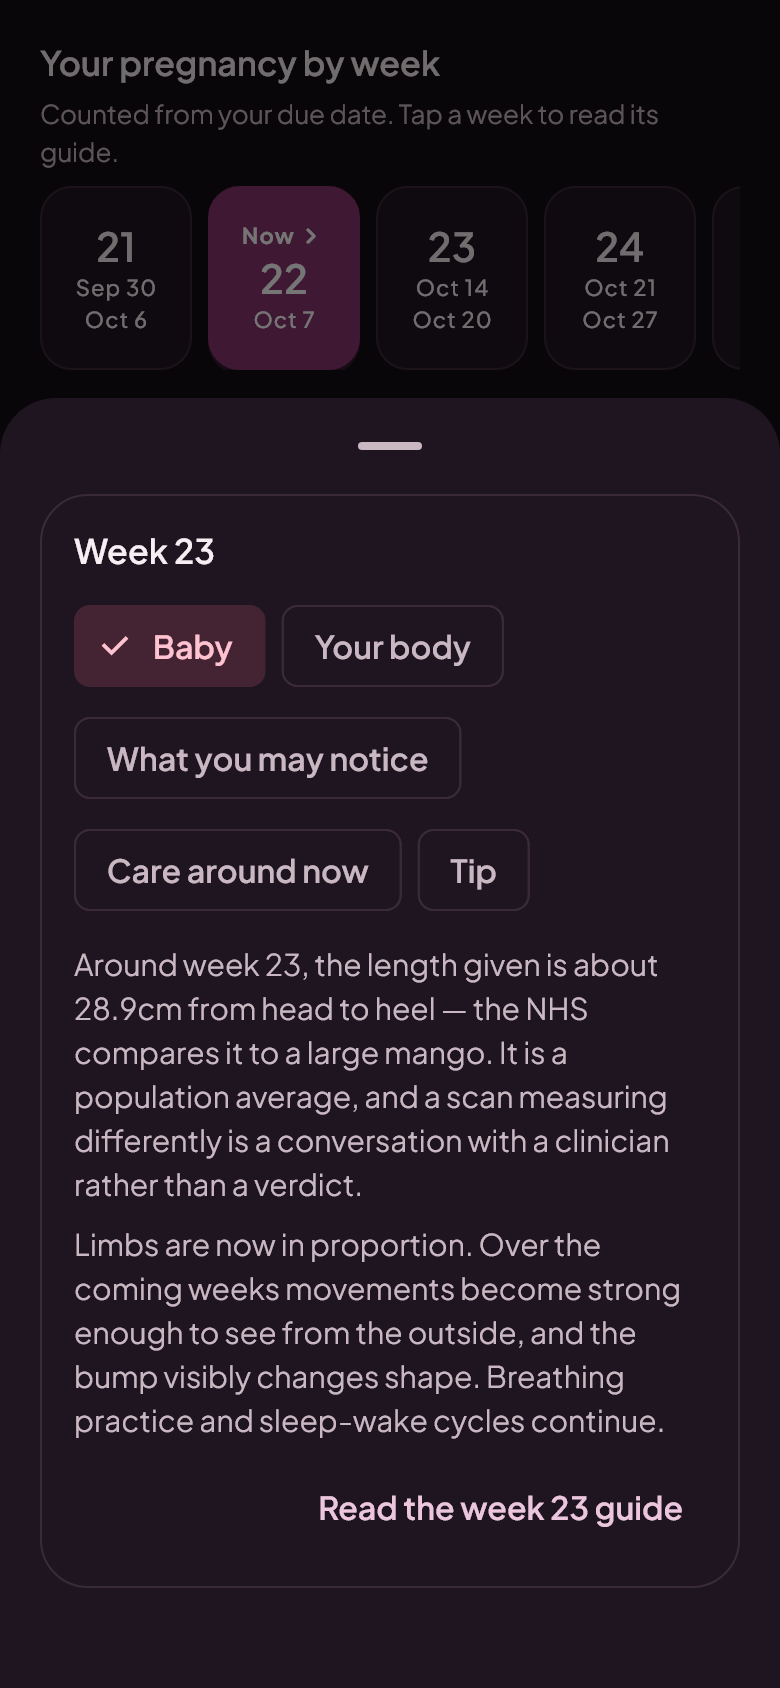 Your pregnancy by week
Counted from your due date. Tap a week to read its
guide.
21
Sep 30
Oct 6
Now
22
Oct 7
23
Oct 14
Oct 20
24
Oct 21
Oct 27
Week 23
Baby
Your body
What you may notice
Care around now
Tip
Around week 23, the length given is about
28.9cm from head to heel — the NHS
compares it to a large mango. It is a
population average, and a scan measuring
differently is a conversation with a clinician
rather than a verdict.
Limbs are now in proportion. Over the
coming weeks movements become strong
enough to see from the outside, and the
bump visibly changes shape. Breathing
practice and sleep-wake cycles continue.
Read the week 23 guide